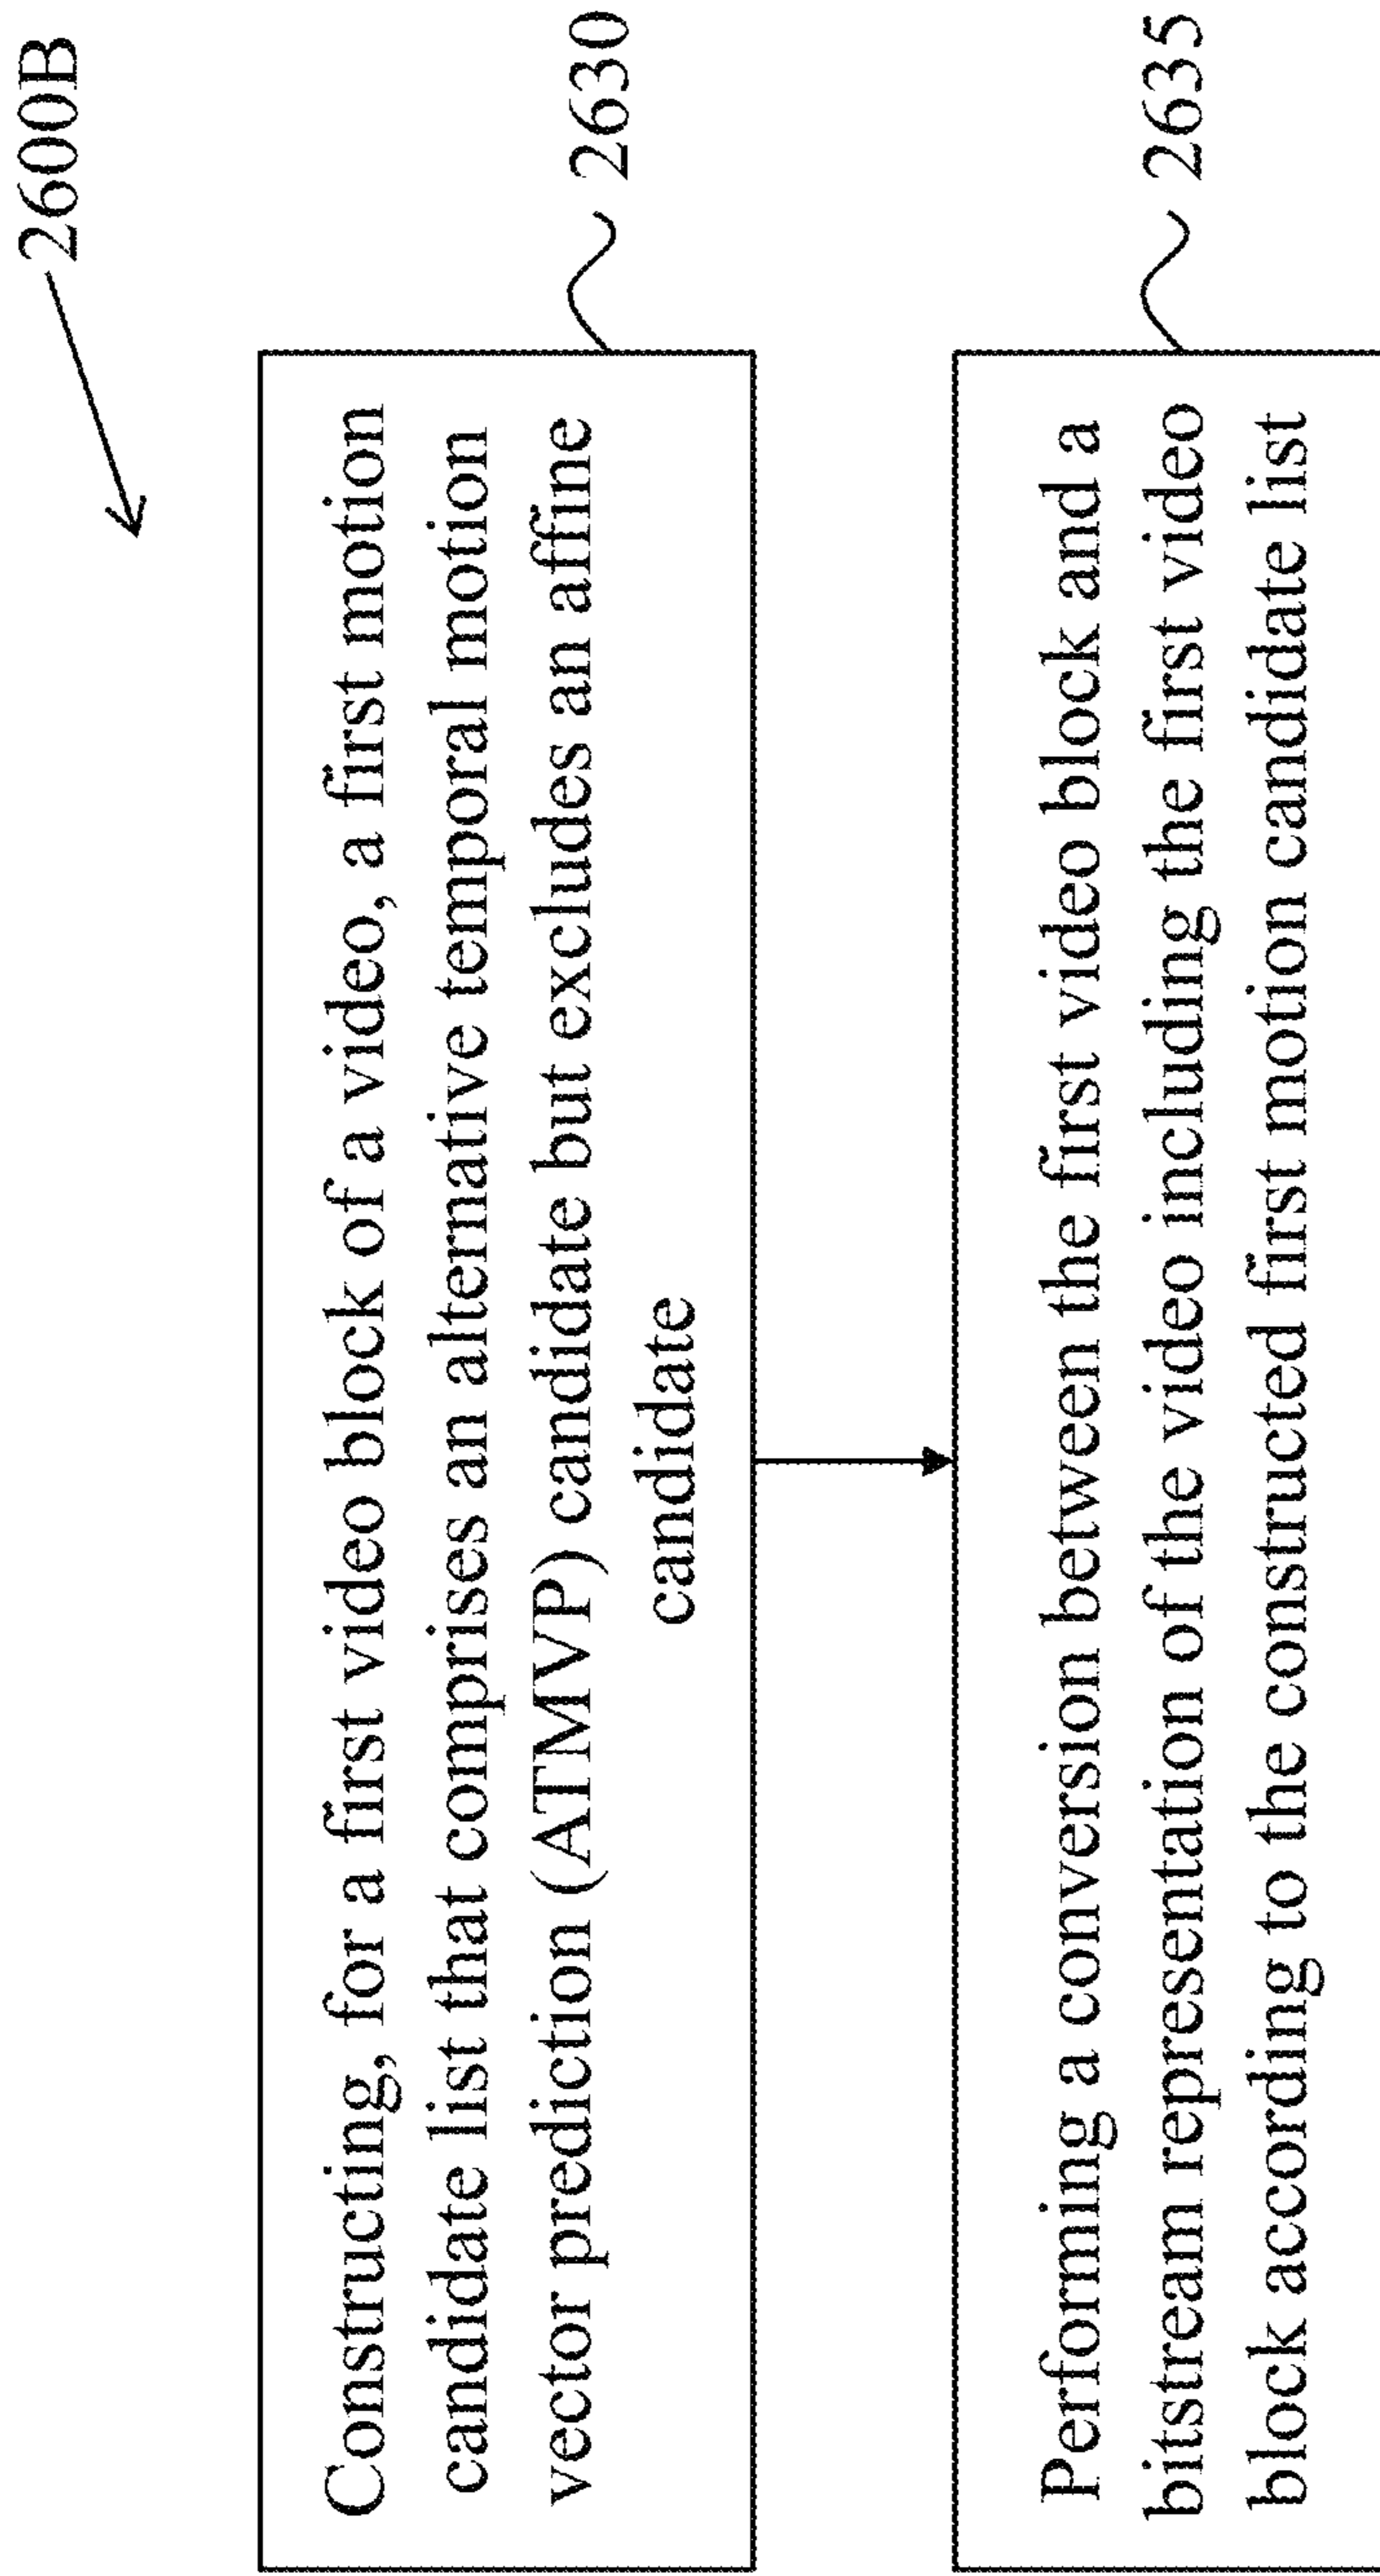 2600B
Constructing, for a first video block of a video, a first motion
candidate list that comprises an alternative temporal motion
vector prediction (ATMVP) candidate but excludes an affine
candidate
2630
Performing a conversion between the first video block and a
bitstream representation of the video including the first video
block according to the constructed first motion candidate list
2635